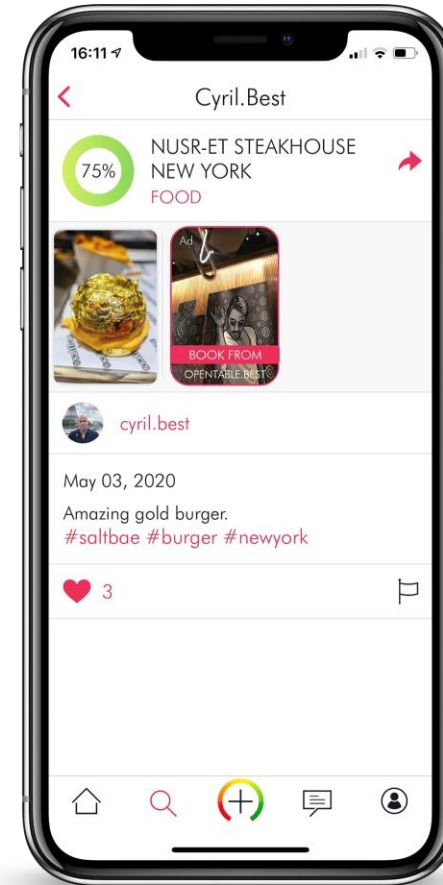 16:11
Cyril.Best
75%
NUSR-ET STEAKHOUSE
NEW YORK
FOOD
Ad
BOOK FROM
OPENTABLE.BEST
cyril.best
May 03, 2020
Amazing gold burger.
#saltbae #burger #newyork
3